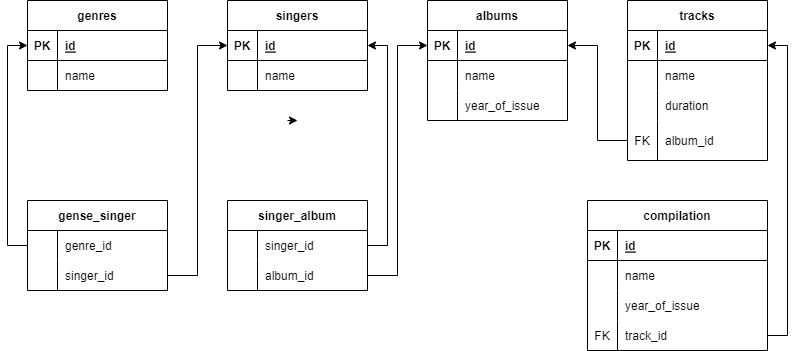 genres
PK id
name
singers
PK id
name
albums
PK id
name
year_of_issue
tracks
PK id
name
duration
FK album_id
gense_singer
genre_id
singer_id
singer_album
singer_id
album_id
compilation
PK id
name
year_of_issue
FK track_id